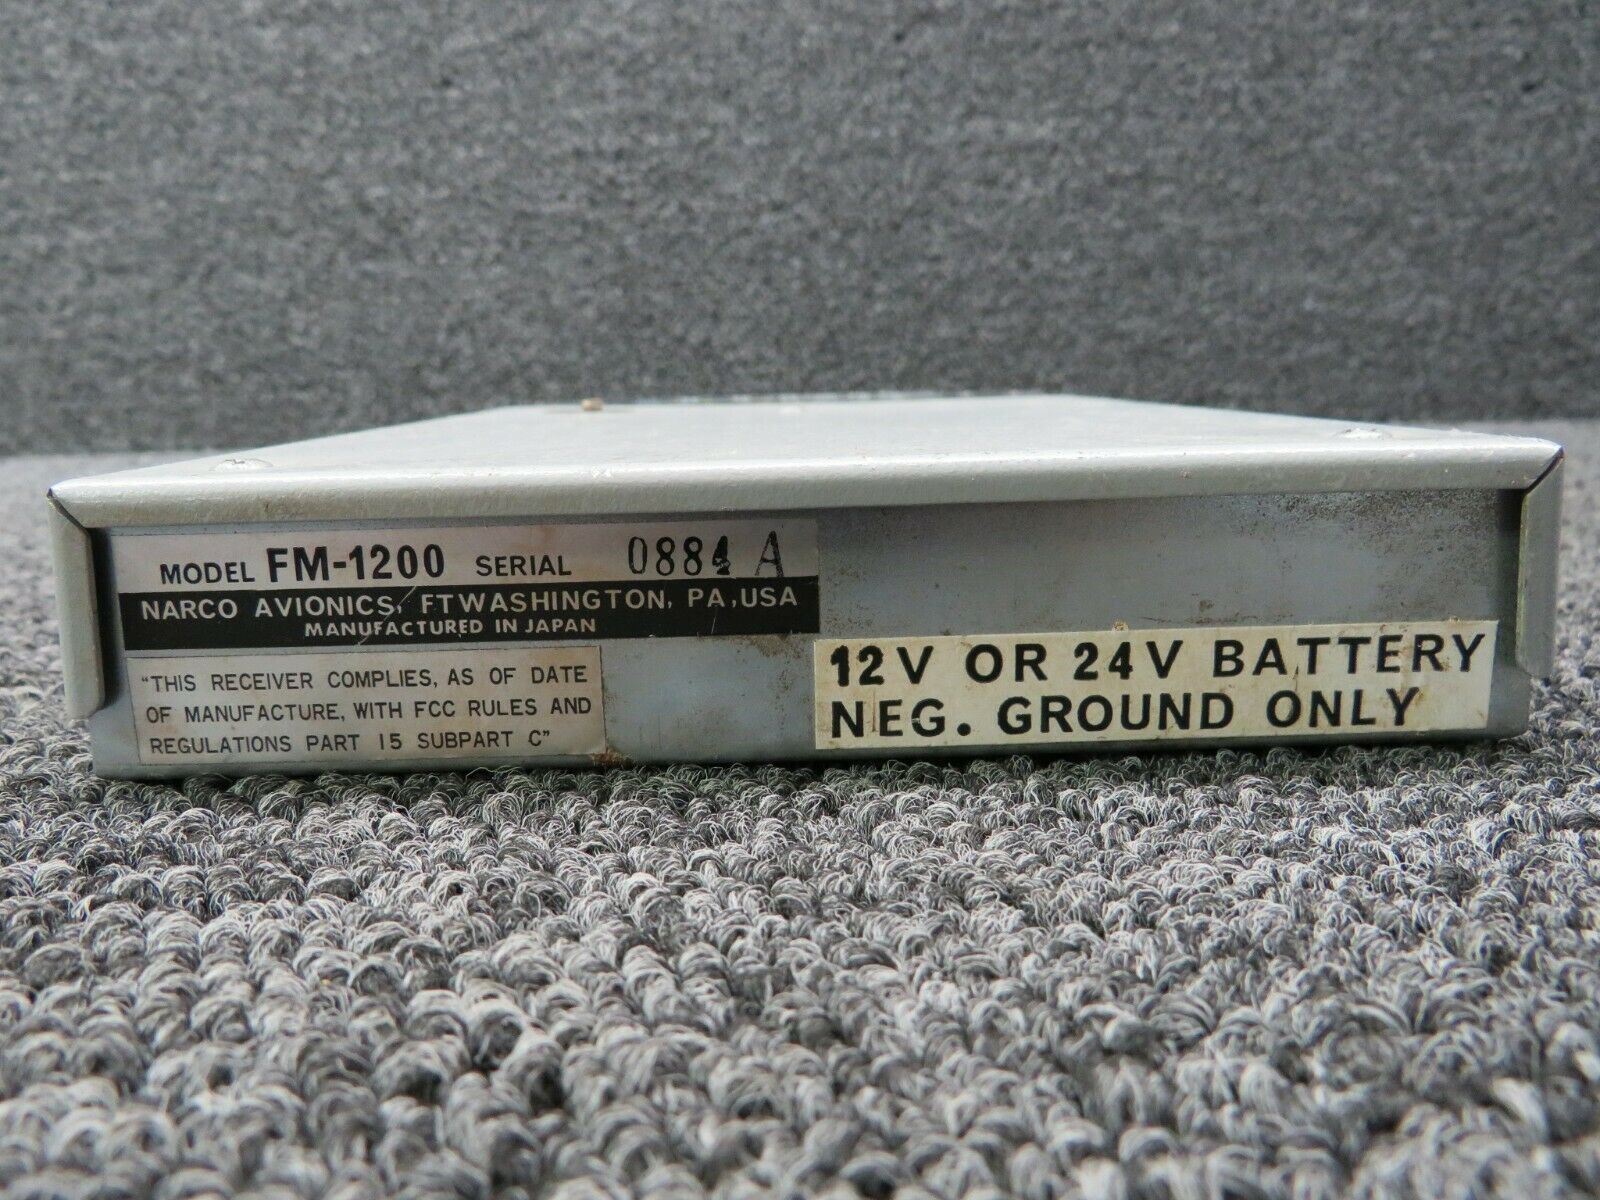 MODEL FM-1200 SERIAL 0884 A
NARCO AVIONICS, FT WASHINGTON, PA, USA
MANUFACTURED IN JAPAN
"THIS RECEIVER COMPLIES, AS OF DATE
OF MANUFACTURE, WITH FCC RULES AND
REGULATIONS PART 15 SUBPART C"
12V OR 24V BATTERY
NEG. GROUND ONLY